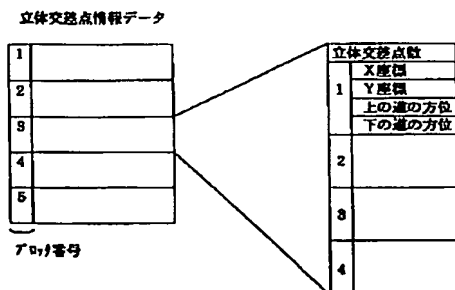 立体交差点情報データ
1
2
3
4
5
ブロック番号
立体交差点数
1
X座標
Y座標
上の道の方位
下の道の方位
2
3
4